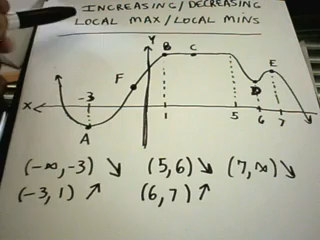 INCREASING/DECREASING
LOCAL MAX/LOCAL MINS
Y
B C
E
F
D
X -3
A 1 5 6 7
(-∞,-3) ↘ (5,6) ↘ (7,∞) ↘
(-3,1) ↗ (6,7) ↗